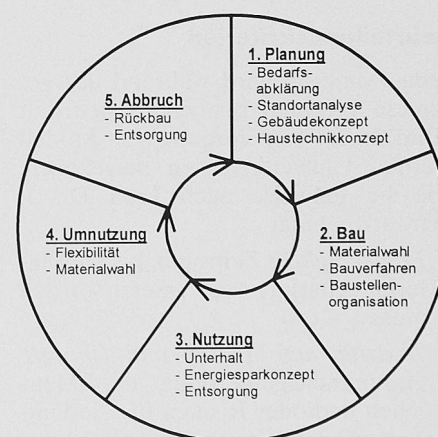 1. Planung
- Bedarfs-
abklärung
- Standortanalyse
- Gebäudekonzept
- Haustechnikkonzept
2. Bau
- Materialwahl
- Bauverfahren
- Baustellen-
organisation
3. Nutzung
- Unterhalt
- Energiesparkonzept
- Entsorgung
4. Umnutzung
- Flexibilität
- Materialwahl
5. Abbruch
- Rückbau
- Entsorgung